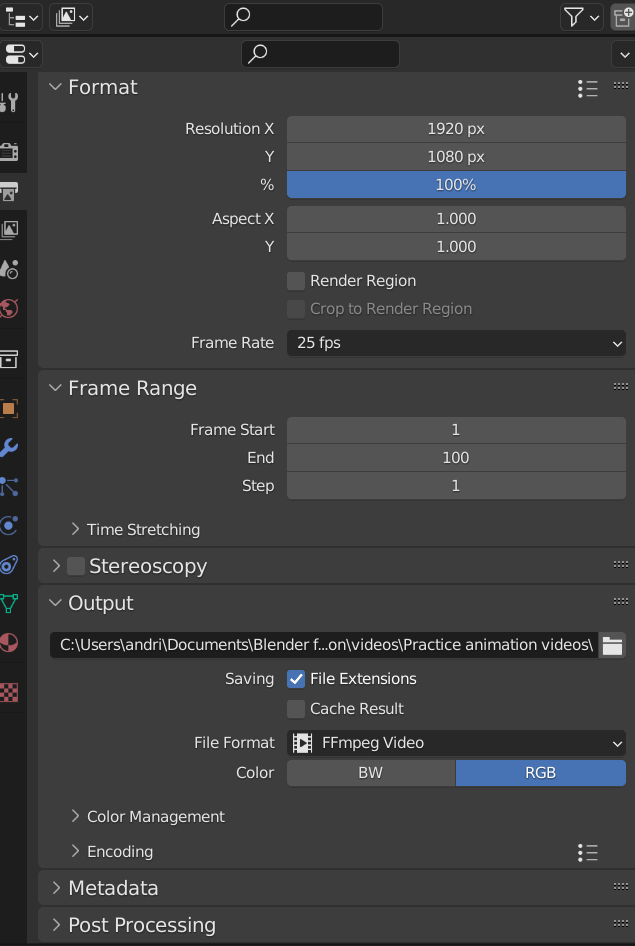 Format
Resolution X 1920 px
Y 1080 px
% 100%
Aspect X 1.000
Y 1.000
Render Region
Crop to Render Region
Frame Rate 25 fps
Frame Range
Frame Start 1
End 100
Step 1
Time Stretching
Stereoscopy
Output
C:\Users\andri\Documents\Blender f...on\videos\Practice animation videos\
Saving File Extensions
Cache Result
File Format FFmpeg Video
Color BW RGB
Color Management
Encoding
Metadata
Post Processing